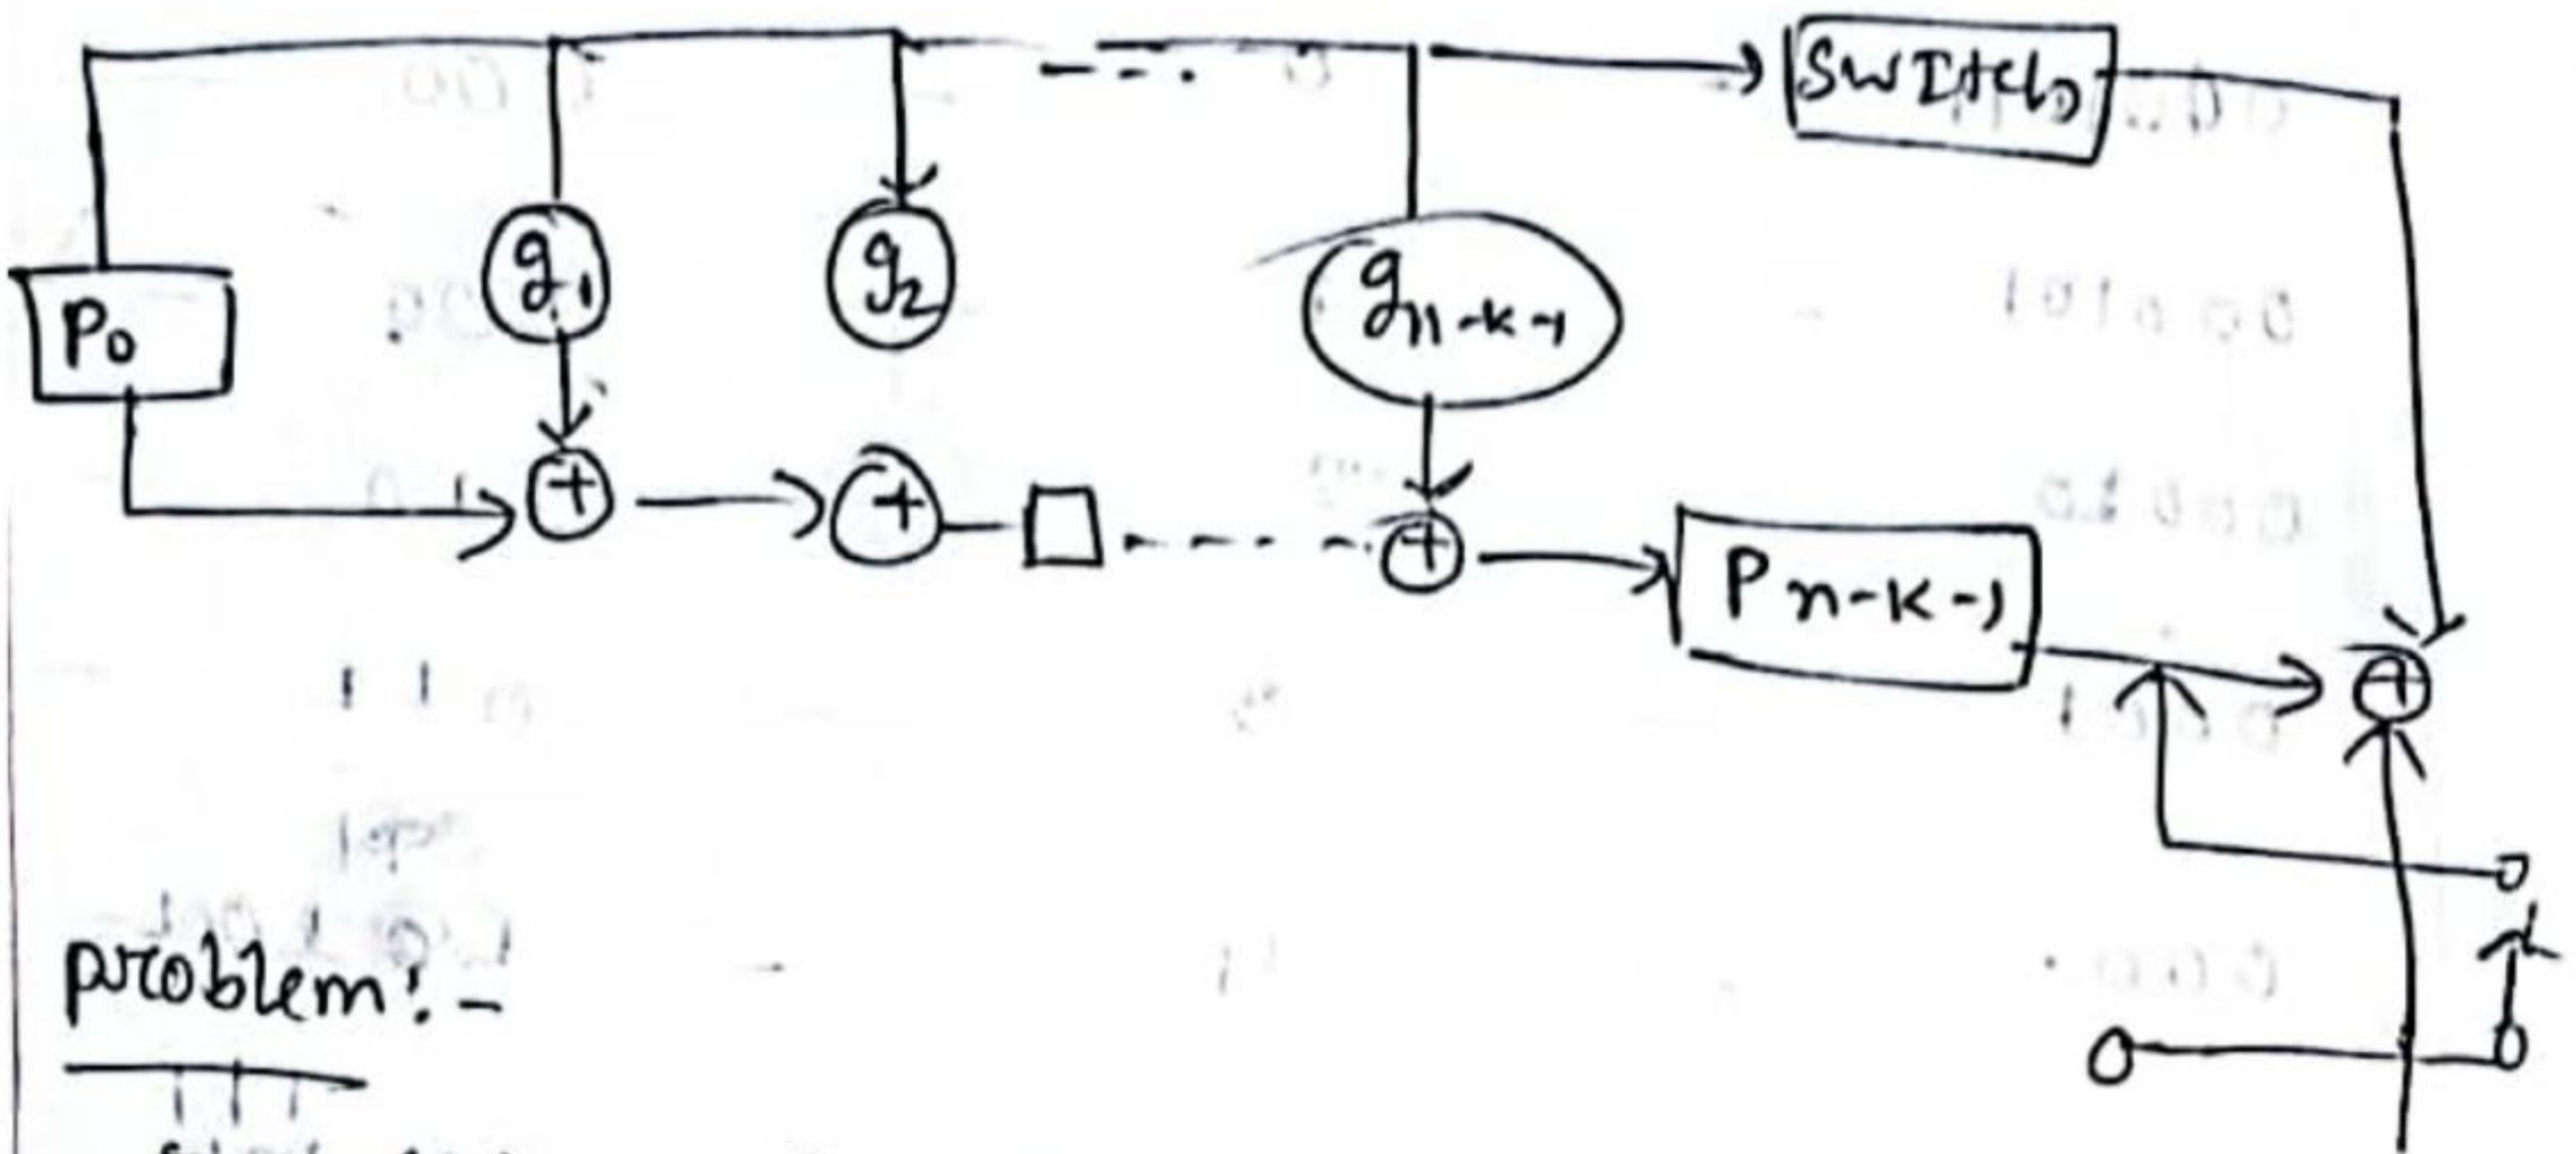 SWITCH
P0
g1
g2
gn-k-1
+
+
+
Pn-k-1
+
problem:-